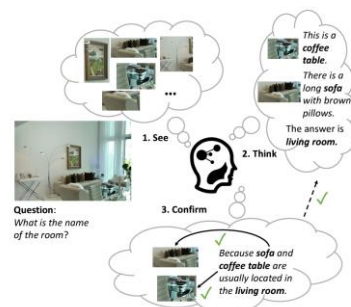 This is a
coffee
table.
There is a
long sofa
with brown
pillows.
The answer is
living room.
...
1. See
2. Think
Question:
What is the name
of the room?
3. Confirm
Because sofa and
coffee table are
usually located in
the living room.